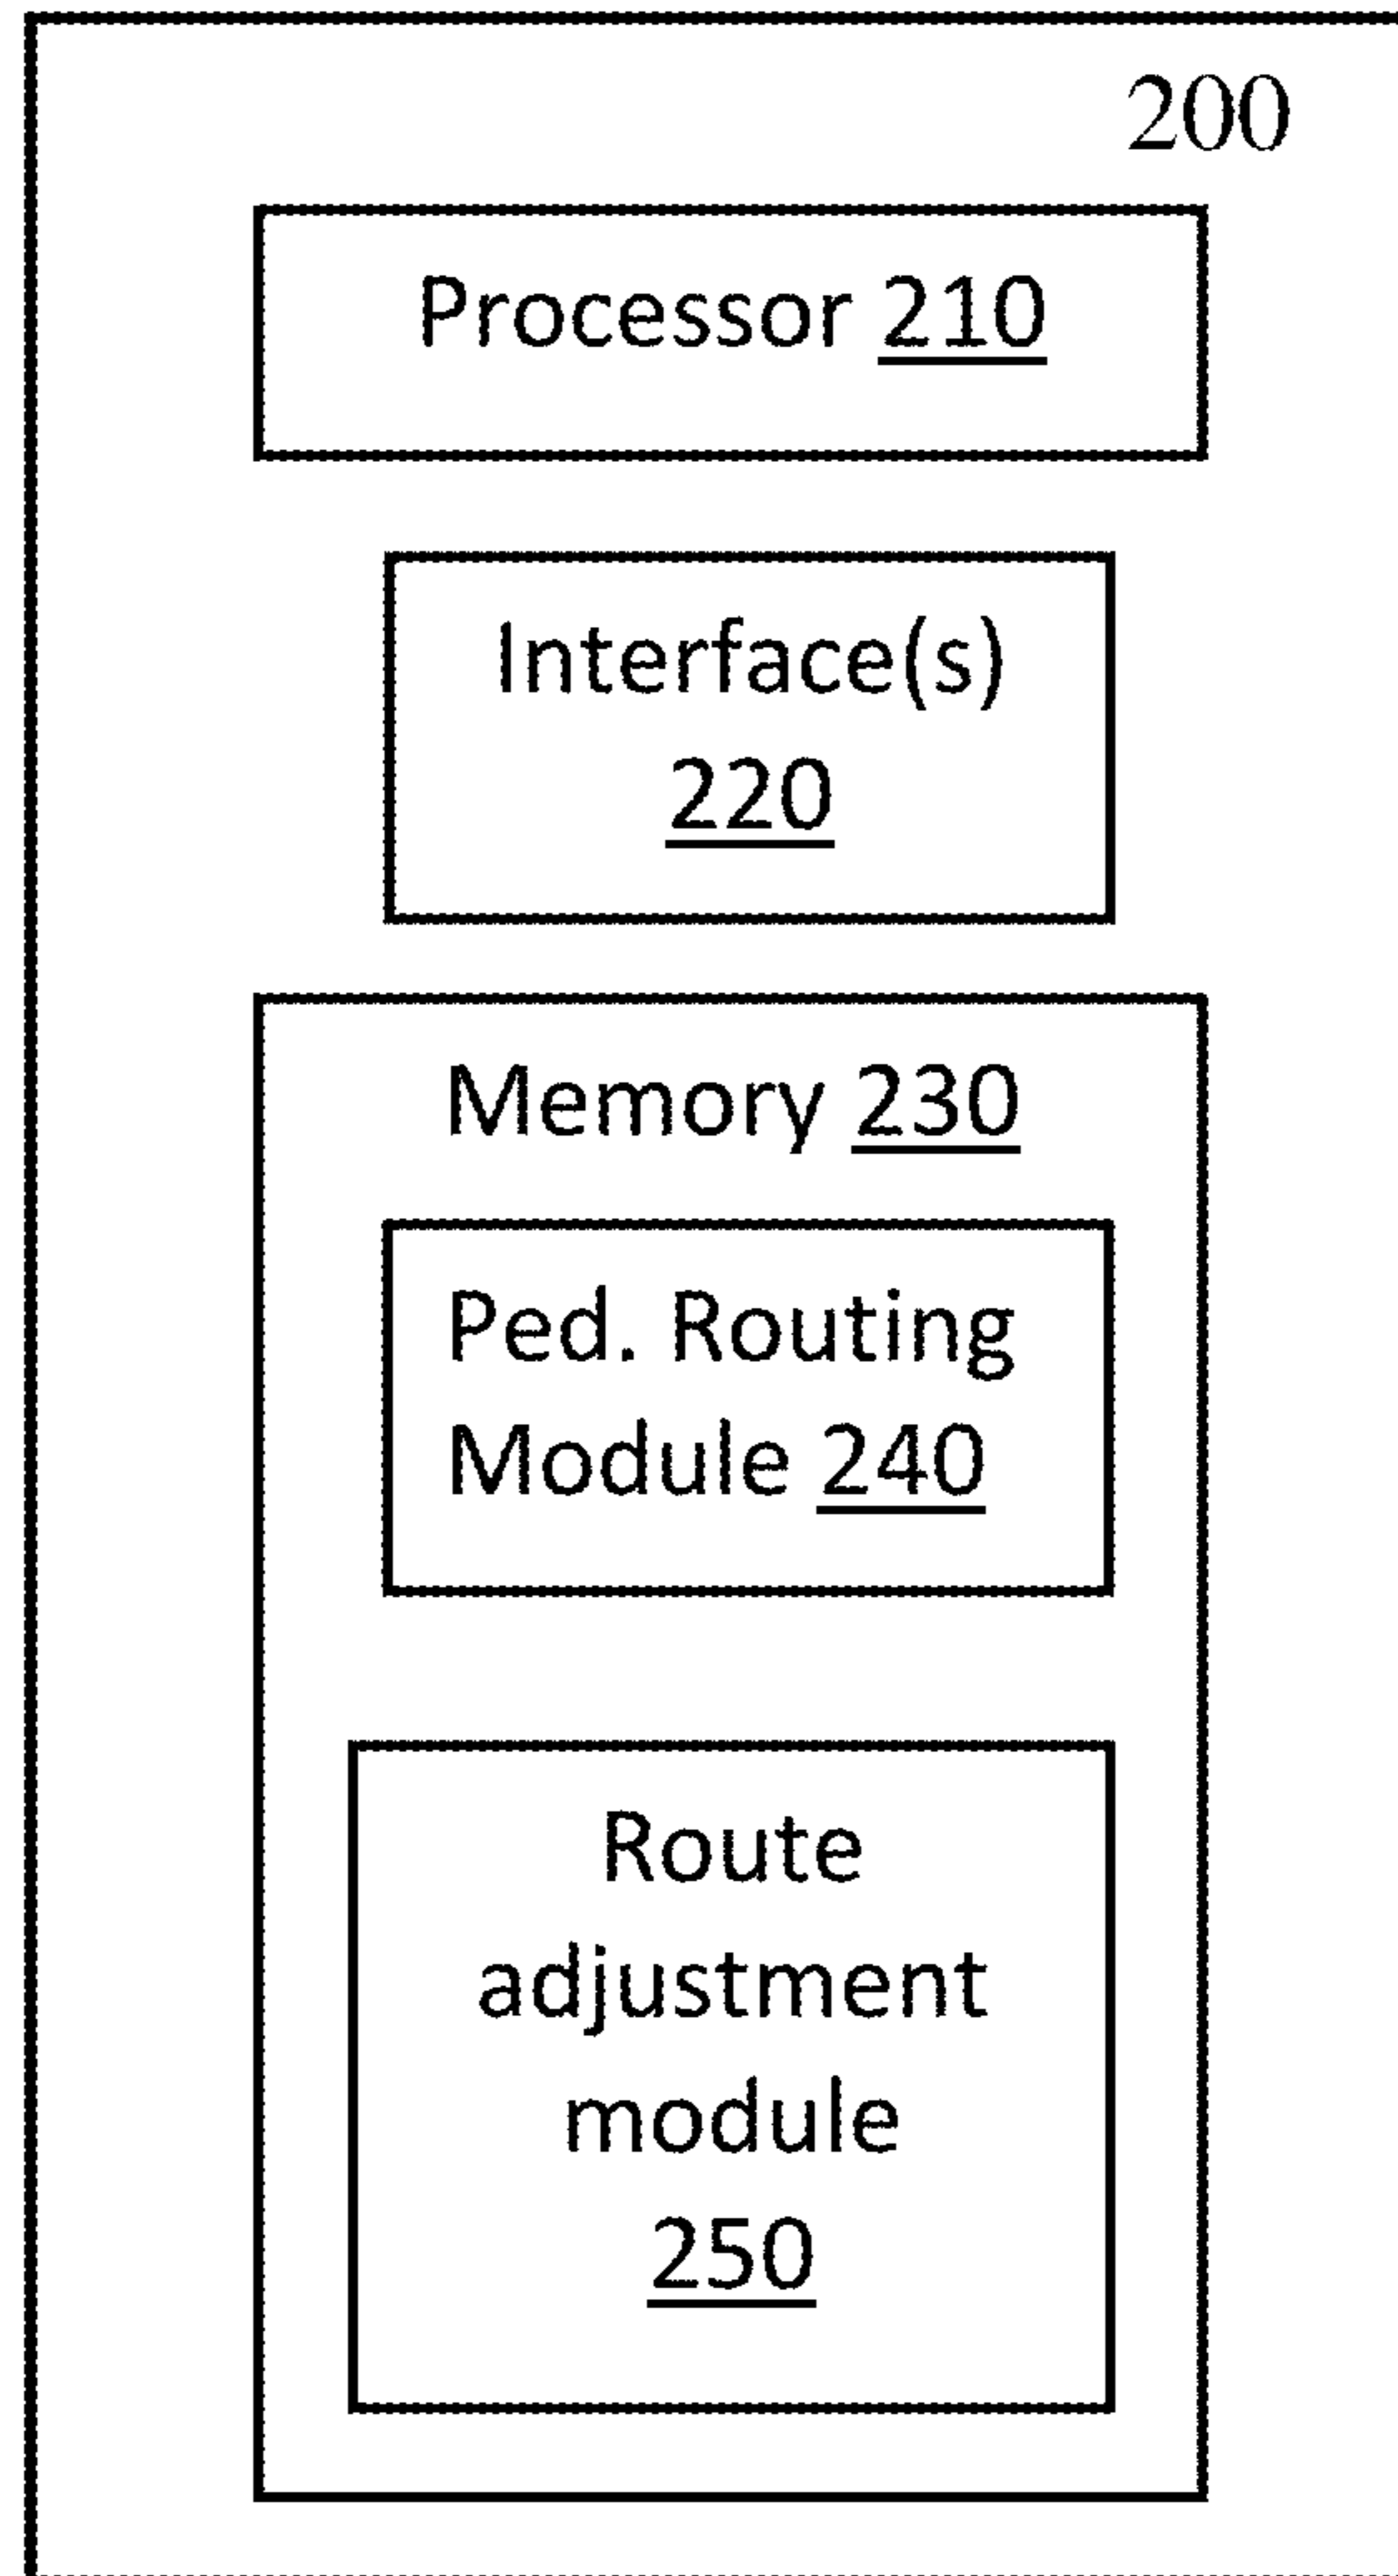 200
Processor 210
Interface(s)
220
Memory 230
Ped. Routing
Module 240
Route
adjustment
module
250